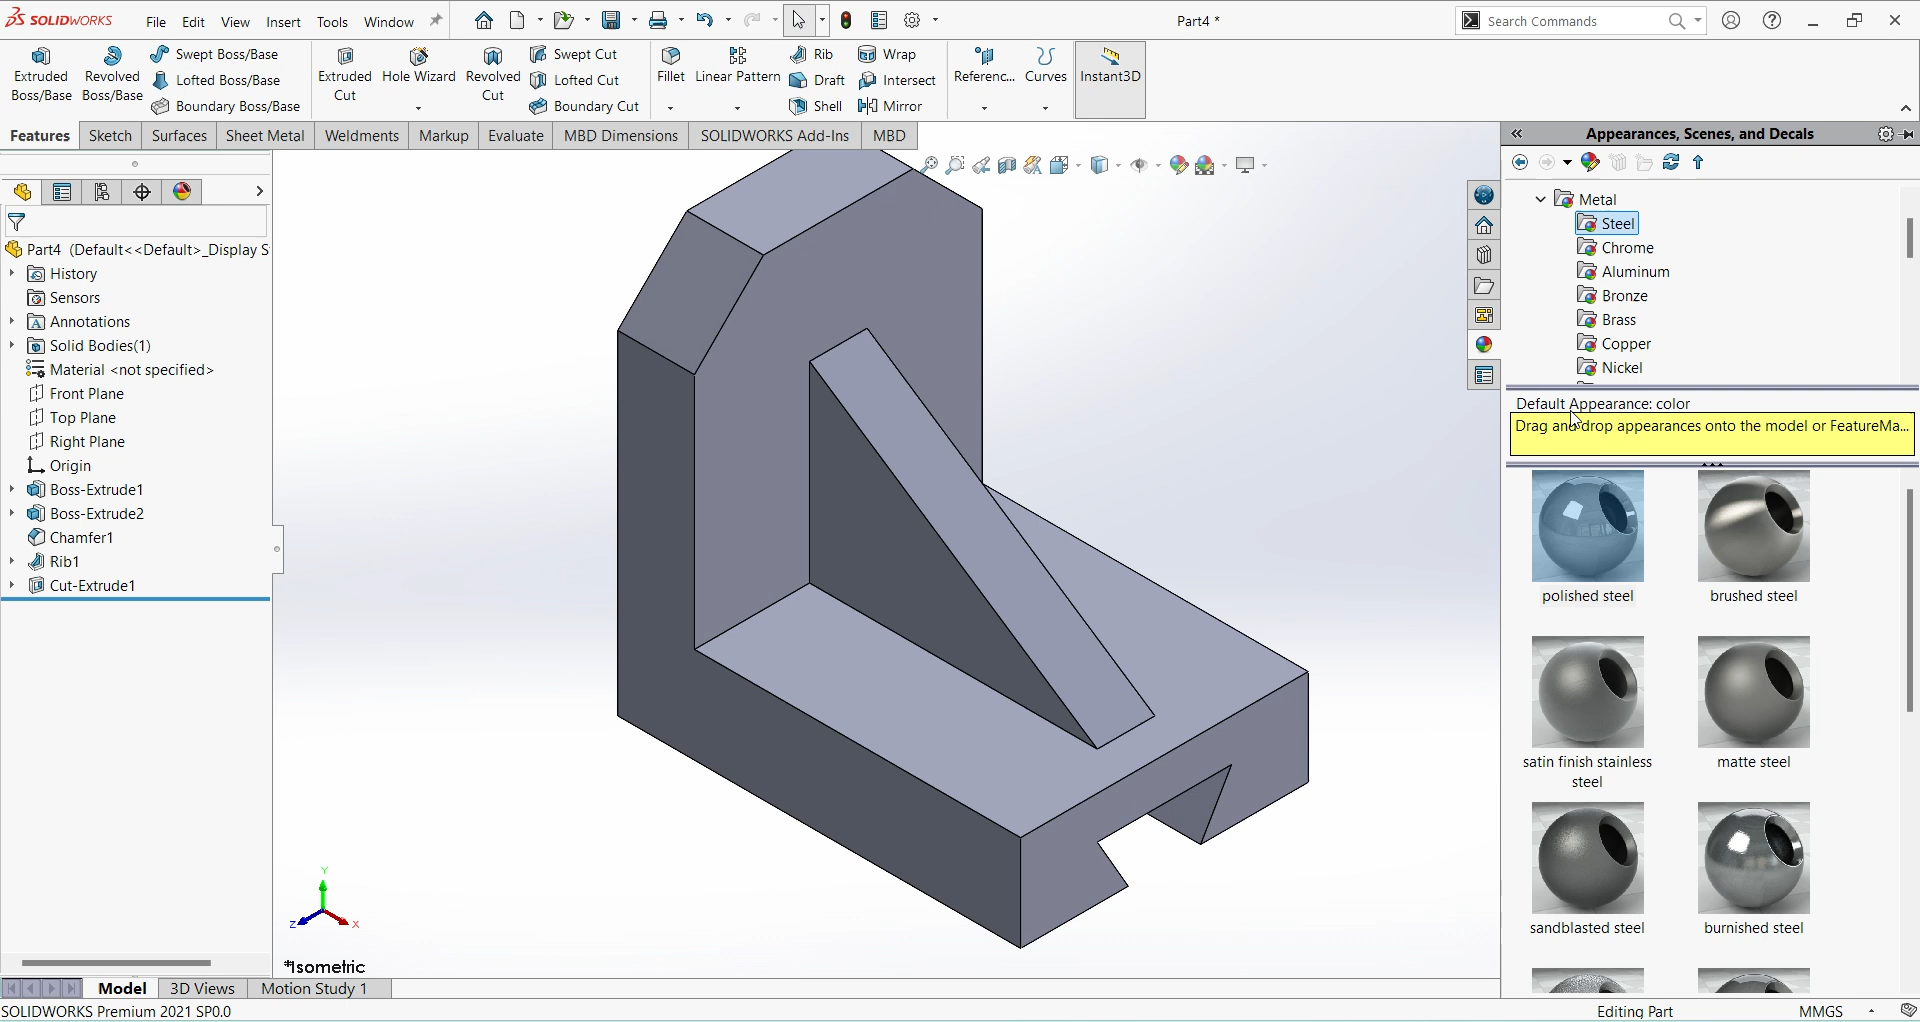 SOLIDWORKS File Edit View Insert Tools Window Part4 * Search Commands
Extruded Boss/Base
Revolved Boss/Base
Swept Boss/Base
Lofted Boss/Base
Boundary Boss/Base
Extruded Cut
Hole Wizard
Revolved Cut
Swept Cut
Lofted Cut
Boundary Cut
Fillet
Linear Pattern
Rib
Draft
Shell
Wrap
Intersect
Mirror
Referenc...
Curves
Instant3D
Features Sketch Surfaces Sheet Metal Weldments Markup Evaluate MBD Dimensions SOLIDWORKS Add-Ins MBD
Part4 (Default<<Default>_Display S
History
Sensors
Annotations
Solid Bodies(1)
Material <not specified>
Front Plane
Top Plane
Right Plane
Origin
Boss-Extrude1
Boss-Extrude2
Chamfer1
Rib1
Cut-Extrude1
Y
Z X
*Isometric
Appearances, Scenes, and Decals
Metal
Steel
Chrome
Aluminum
Bronze
Brass
Copper
Nickel
Default Appearance: color
Drag and drop appearances onto the model or FeatureMa...
polished steel brushed steel
satin finish stainless steel
matte steel
sandblasted steel burnished steel
Model 3D Views Motion Study 1
SOLIDWORKS Premium 2021 SP0.0 Editing Part MMGS